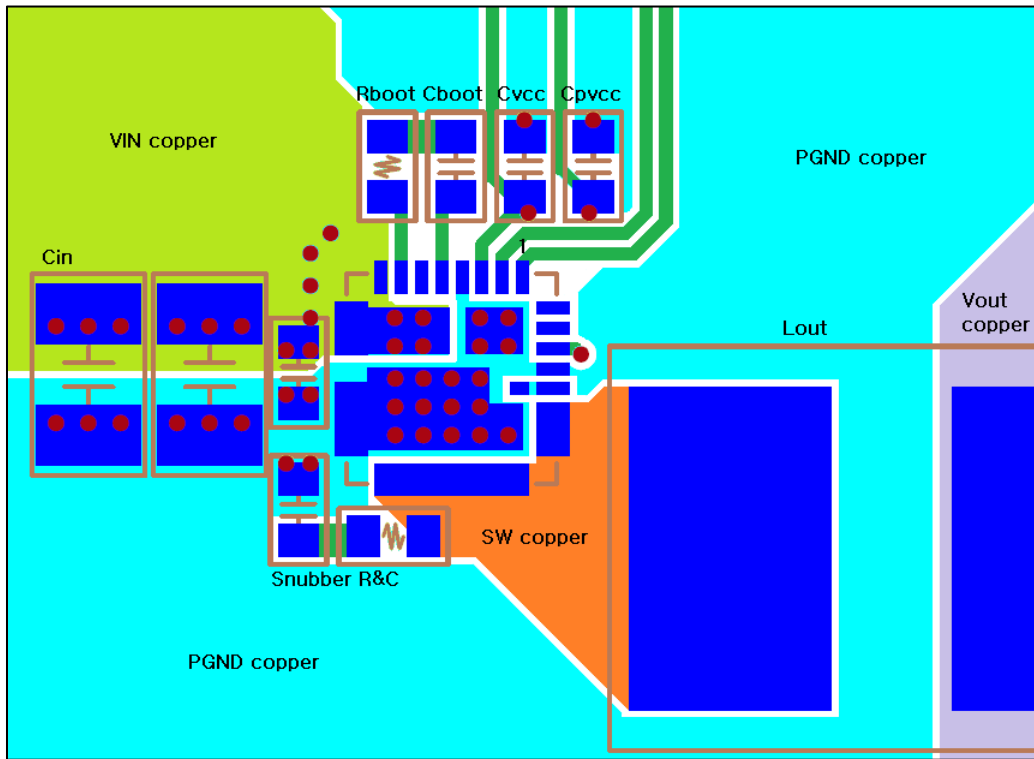 Rboot Cboot Cvcc Cpvcc
VIN copper
PGND copper
1
Cin
Vout
copper
Lout
SW copper
Snubber R&C
PGND copper